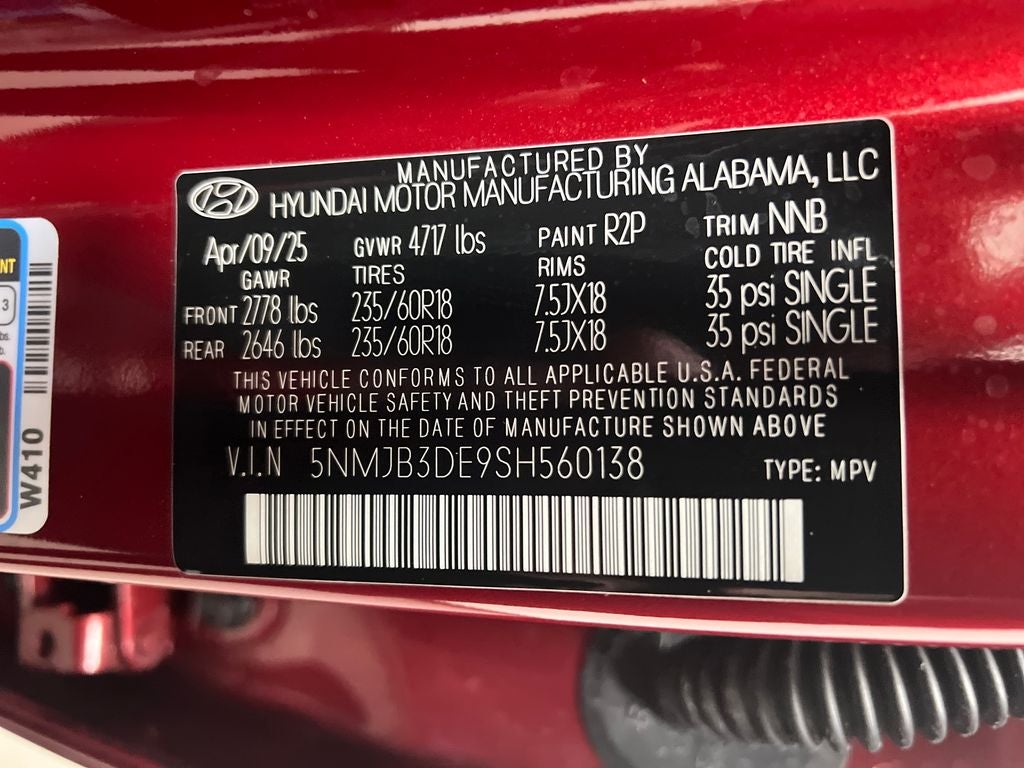 MANUFACTURED BY
HYUNDAI MOTOR MANUFACTURING ALABAMA, LLC
Apr/09/25 GVWR 4717 lbs PAINT R2P TRIM NNB
GAWR TIRES RIMS COLD TIRE INFL
FRONT 2778 lbs 235/60R18 7.5JX18 35 psi SINGLE
REAR 2646 lbs 235/60R18 7.5JX18 35 psi SINGLE
THIS VEHICLE CONFORMS TO ALL APPLICABLE U.S.A. FEDERAL
MOTOR VEHICLE SAFETY AND THEFT PREVENTION STANDARDS
IN EFFECT ON THE DATE OF MANUFACTURE SHOWN ABOVE
V.I.N 5NMJB3DE9SH560138 TYPE: MPV
NT
3
W410